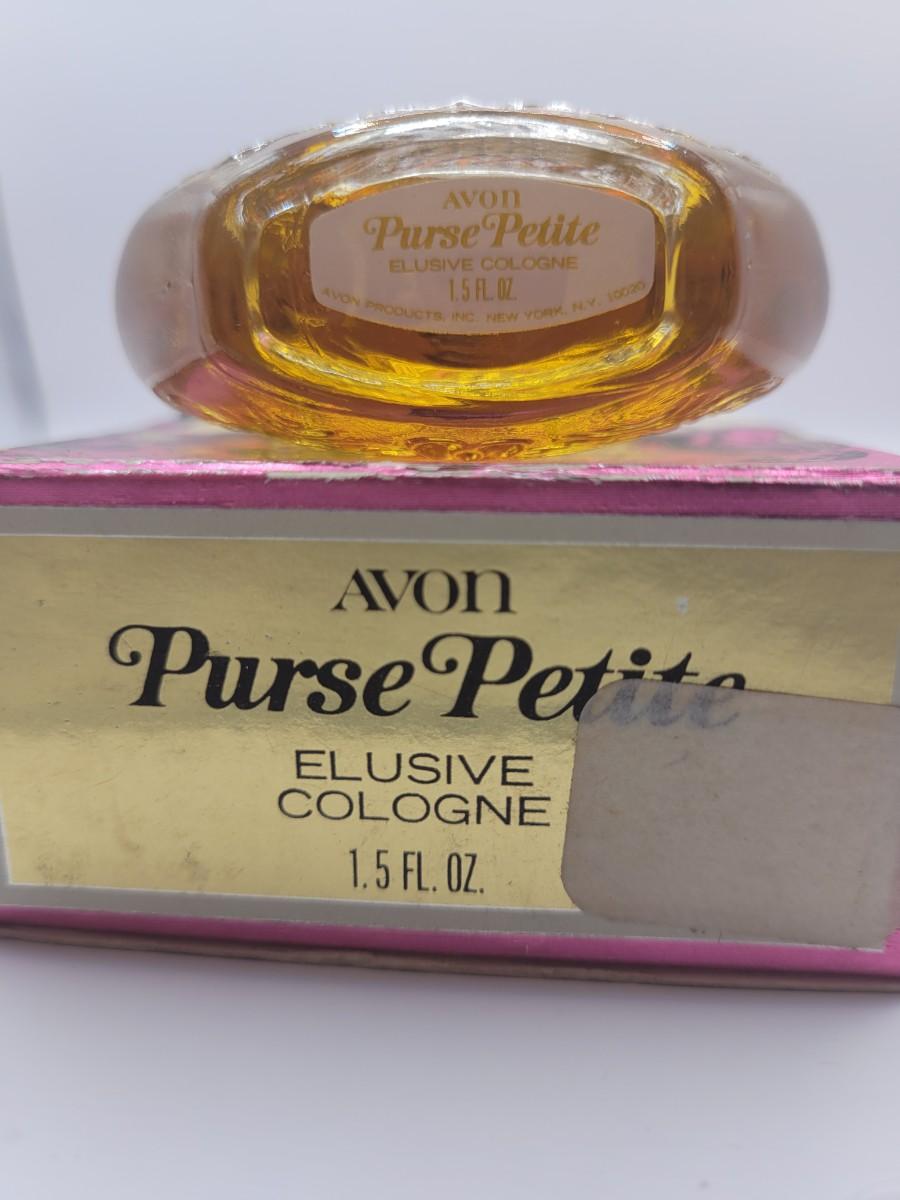 AVON
Purse Petite
ELUSIVE COLOGNE
1.5 FL. OZ.
AVON PRODUCTS, INC. NEW YORK, N.Y. 10020
AVON
Purse Petite
ELUSIVE
COLOGNE
1.5 FL. OZ.